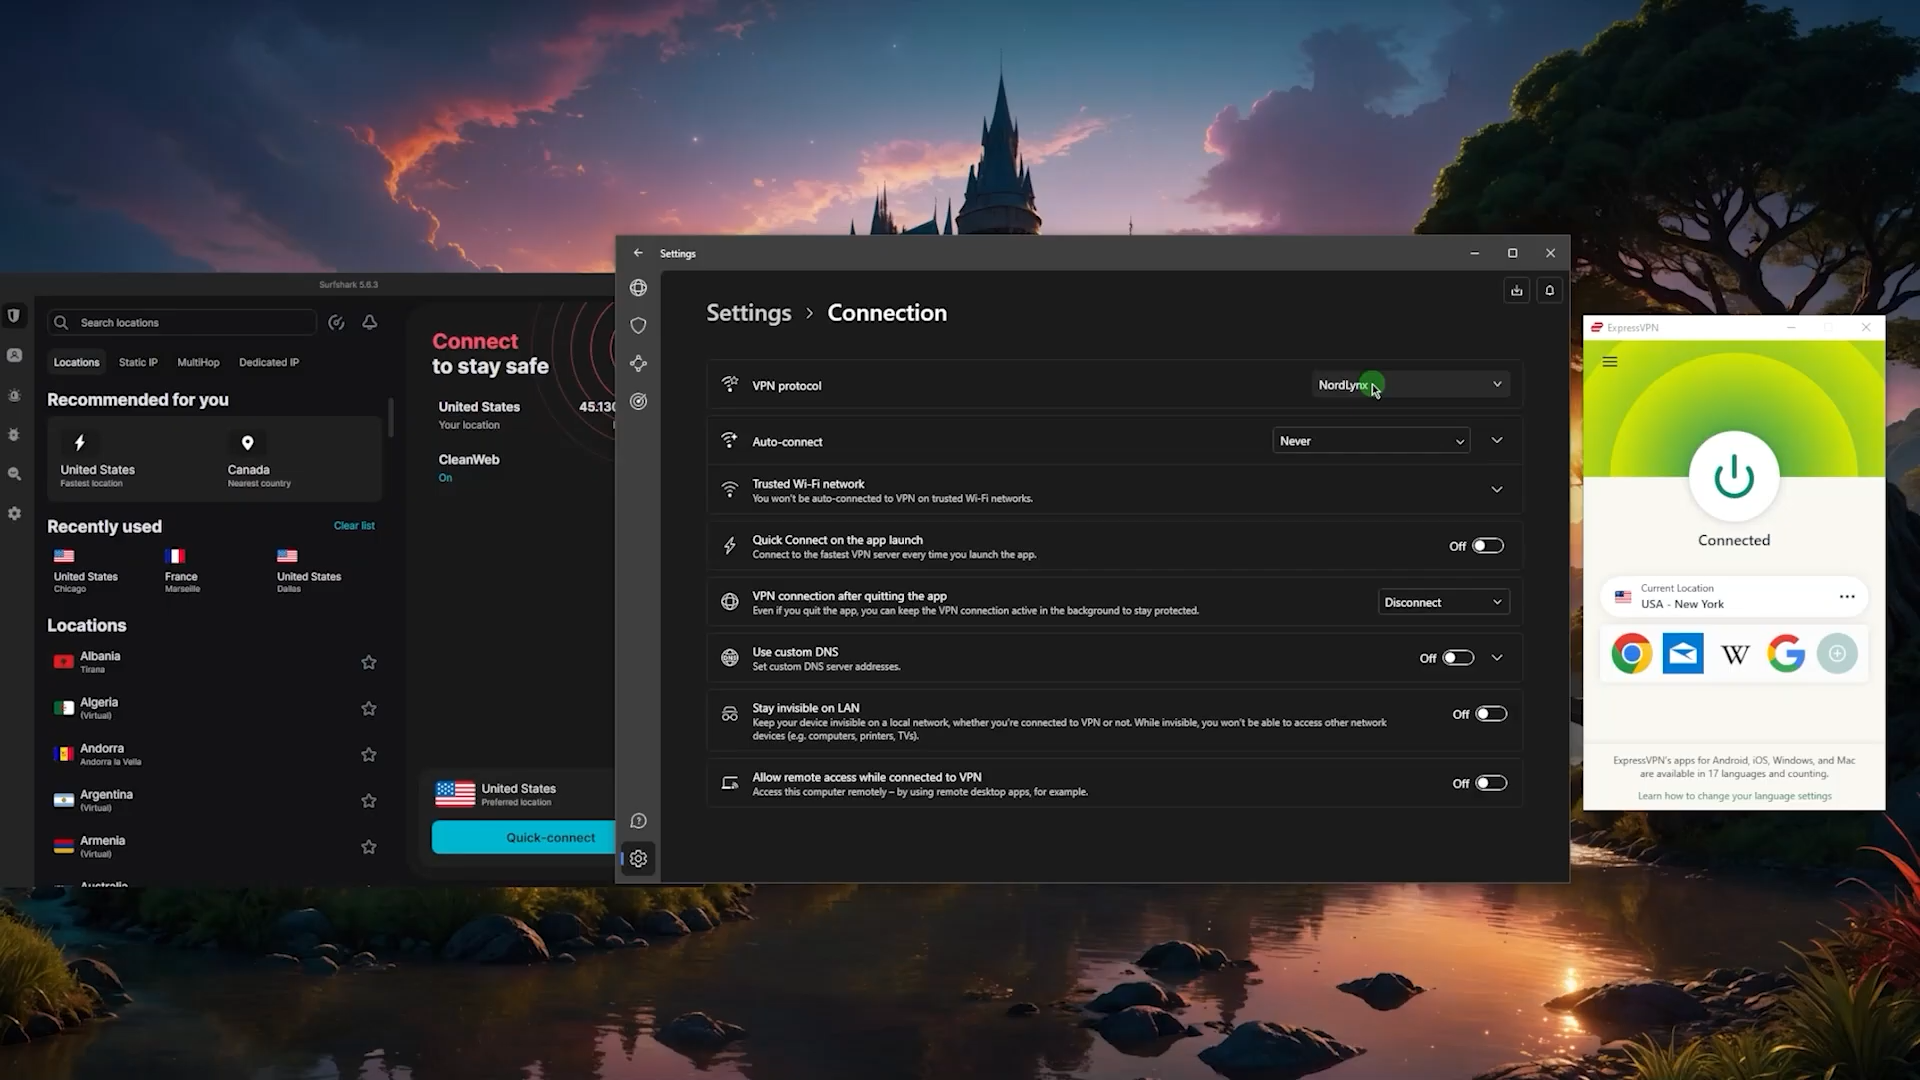 Surfshark 5.6.3
Search locations
Locations
Static IP
MultiHop
Dedicated IP
Recommended for you
United States
Fastest location
Canada
Nearest country
Recently used
Clear list
United States
Chicago
France
Marseille
United States
Dallas
Locations
Albania
Tirana
Algeria
(Virtual)
Andorra
Andorra la Vella
Argentina
(Virtual)
Armenia
(Virtual)
Australia
Connect
to stay safe
United States
45.130
Your location
CleanWeb
On
United States
Preferred location
Quick-connect
Settings
Settings > Connection
VPN protocol
NordLynx
Auto-connect
Never
Trusted Wi-Fi network
You won't be auto-connected to VPN on trusted Wi-Fi networks.
Quick Connect on the app launch
Connect to the fastest VPN server every time you launch the app.
Off
VPN connection after quitting the app
Even if you quit the app, you can keep the VPN connection active in the background to stay protected.
Disconnect
DNS
Use custom DNS
Set custom DNS server addresses.
Off
Stay invisible on LAN
Keep your device invisible on a local network, whether you're connected to VPN or not. While invisible, you won't be able to access other network
devices (e.g. computers, printers, TVs).
Off
Allow remote access while connected to VPN
Access this computer remotely – by using remote desktop apps, for example.
Off
ExpressVPN
Connected
Current Location
USA - New York
W
G
ExpressVPN's apps for Android, iOS, Windows, and Mac
are available in 17 languages and counting.
Learn how to change your language settings